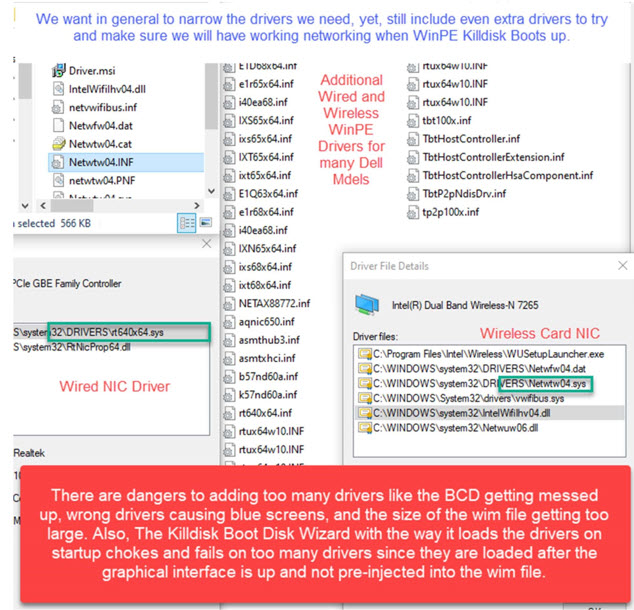 We want in general to narrow the drivers we need, yet, still include even extra drivers to try
and make sure we will have working networking when WinPE Killdisk Boots up.
Driver.msi
IntelWifiIhv04.dll
netvwifibus.inf
Netwfw04.dat
Netwtw04.cat
Netwtw04.INF
netwtw04.PNF
selected 566 KB
E1D68x64.inf
e1r65x64.inf
i40ea68.inf
IXS65x64.inf
ixs65x64.inf
IXT65x64.inf
ixt65x64.inf
E1Q63x64.inf
e1r68x64.inf
i40ea68.inf
IXN65x64.inf
ixs68x64.inf
ixt68x64.inf
NETAX88772.inf
aqnic650.inf
asmthub3.inf
asmtxhci.inf
b57nd60a.inf
k57nd60a.inf
rt640x64.inf
rtux64w10.INF
rtux64w10.INF
Additional
Wired and
Wireless
WinPE
Drivers for
many Dell
Mdels
rtux64w10.INF
rtux64w10.INF
rtux64w10.INF
tbt100x.inf
TbtHostController.inf
TbtHostControllerExtension.inf
TbtHostControllerHsaComponent.inf
TbtP2pNdisDrv.inf
tp2p100x.inf
PCIe GBE Family Controller
S\system32\DRIVERS\rt640x64.sys
S\system32\RtNicProp64.dll
Wired NIC Driver
Realtek
Driver File Details
Intel(R) Dual Band Wireless-N 7265
Driver files:
Wireless Card NIC
C:\Program Files\Intel\Wireless\WUSetupLauncher.exe
C:\WINDOWS\system32\DRIVERS\Netwfw04.dat
C:\WINDOWS\system32\DRIVERS\Netwtw04.sys
C:\WINDOWS\System32\drivers\vwifibus.sys
C:\WINDOWS\system32\IntelWifiIhv04.dll
C:\WINDOWS\system32\Netwuw06.dll
There are dangers to adding too many drivers like the BCD getting messed
up, wrong drivers causing blue screens, and the size of the wim file getting too
large. Also, The Killdisk Boot Disk Wizard with the way it loads the drivers on
startup chokes and fails on too many drivers since they are loaded after the
graphical interface is up and not pre-injected into the wim file.